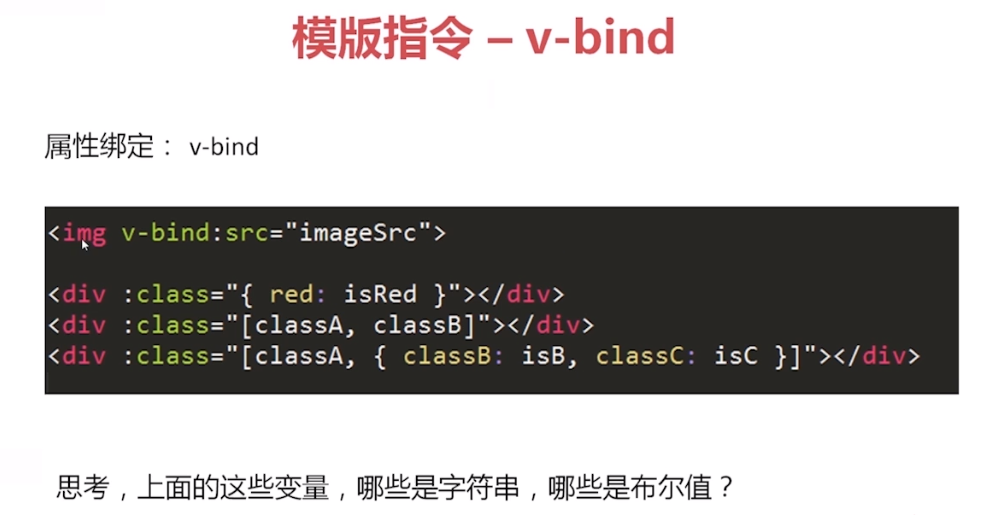 模版指令 – v-bind
属性绑定： v-bind
<img v-bind:src="imageSrc">
<div :class="{ red: isRed }"></div>
<div :class="[classA, classB]"></div>
<div :class="[classA, { classB: isB, classC: isC }]"></div>
思考，上面的这些变量，哪些是字符串，哪些是布尔值？